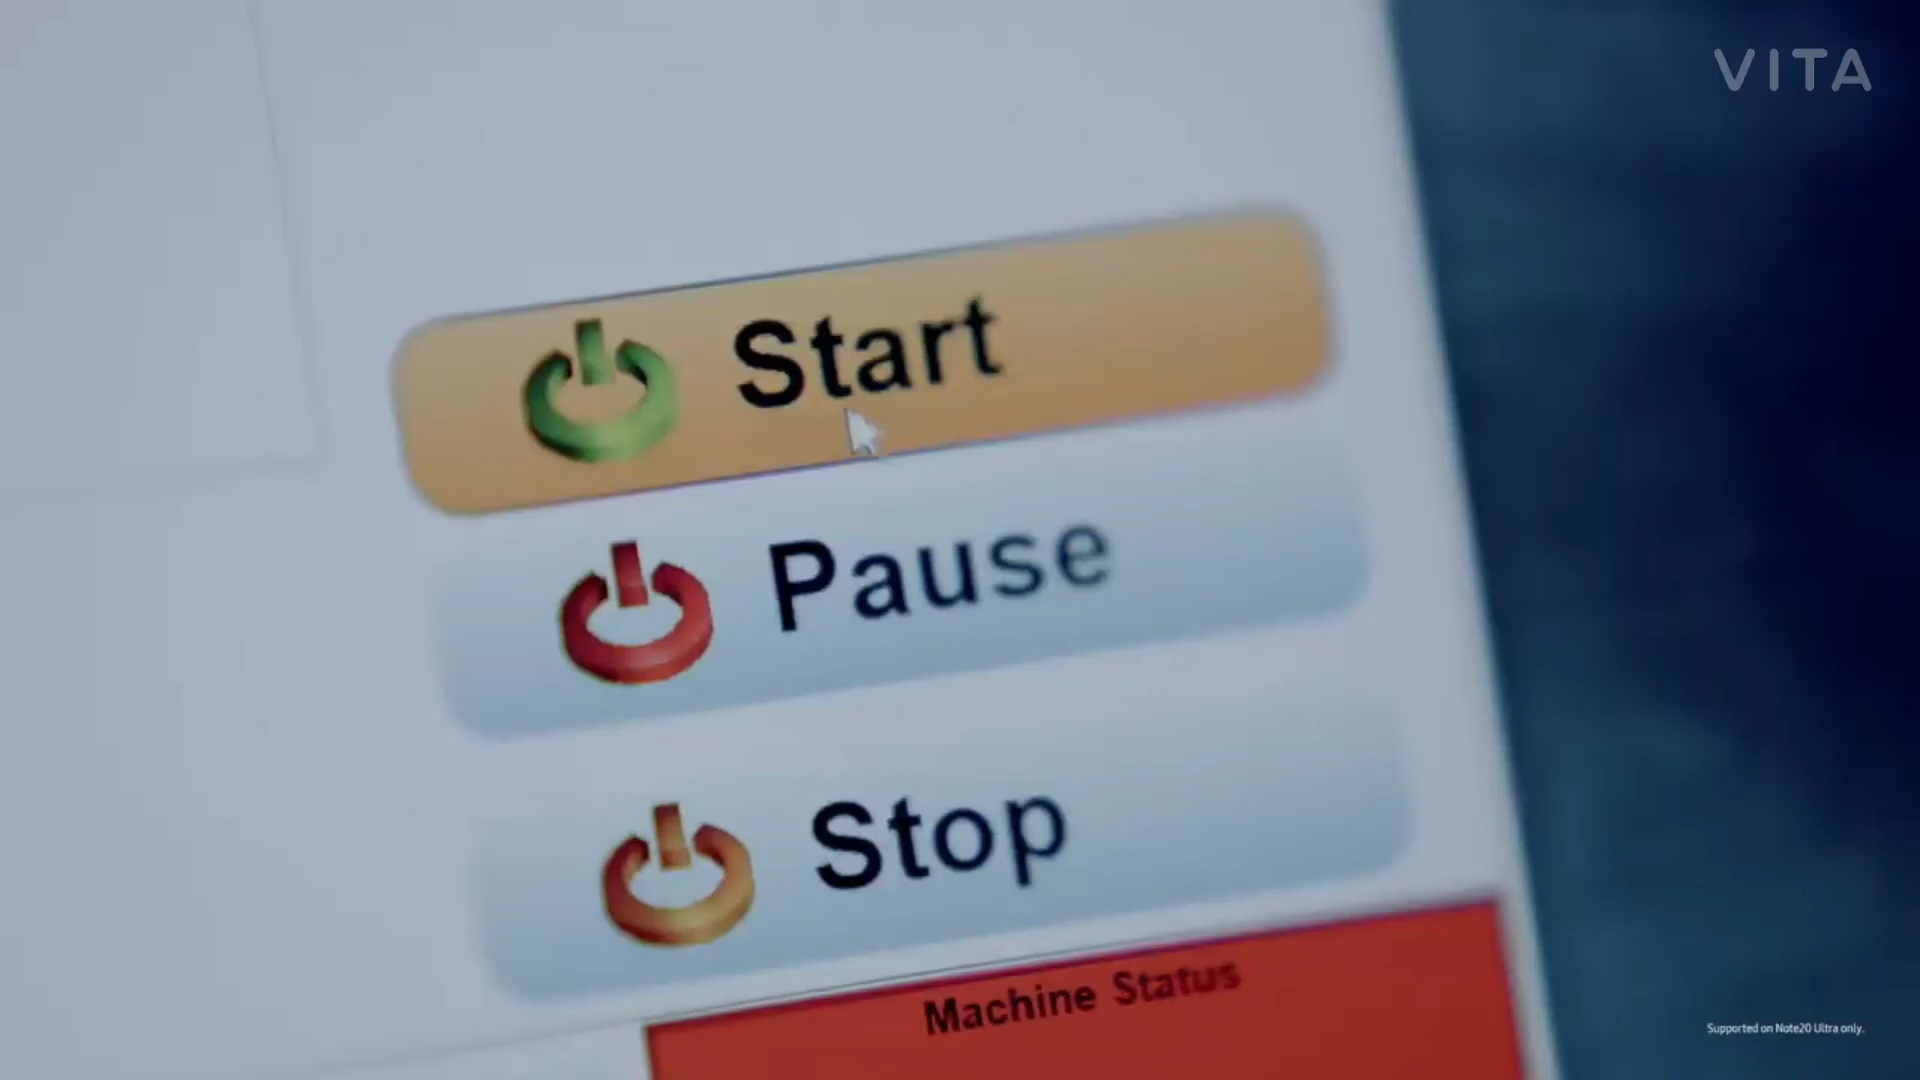 VITA
Start
Pause
Stop
Machine Status
Supported on Note20 Ultra only.